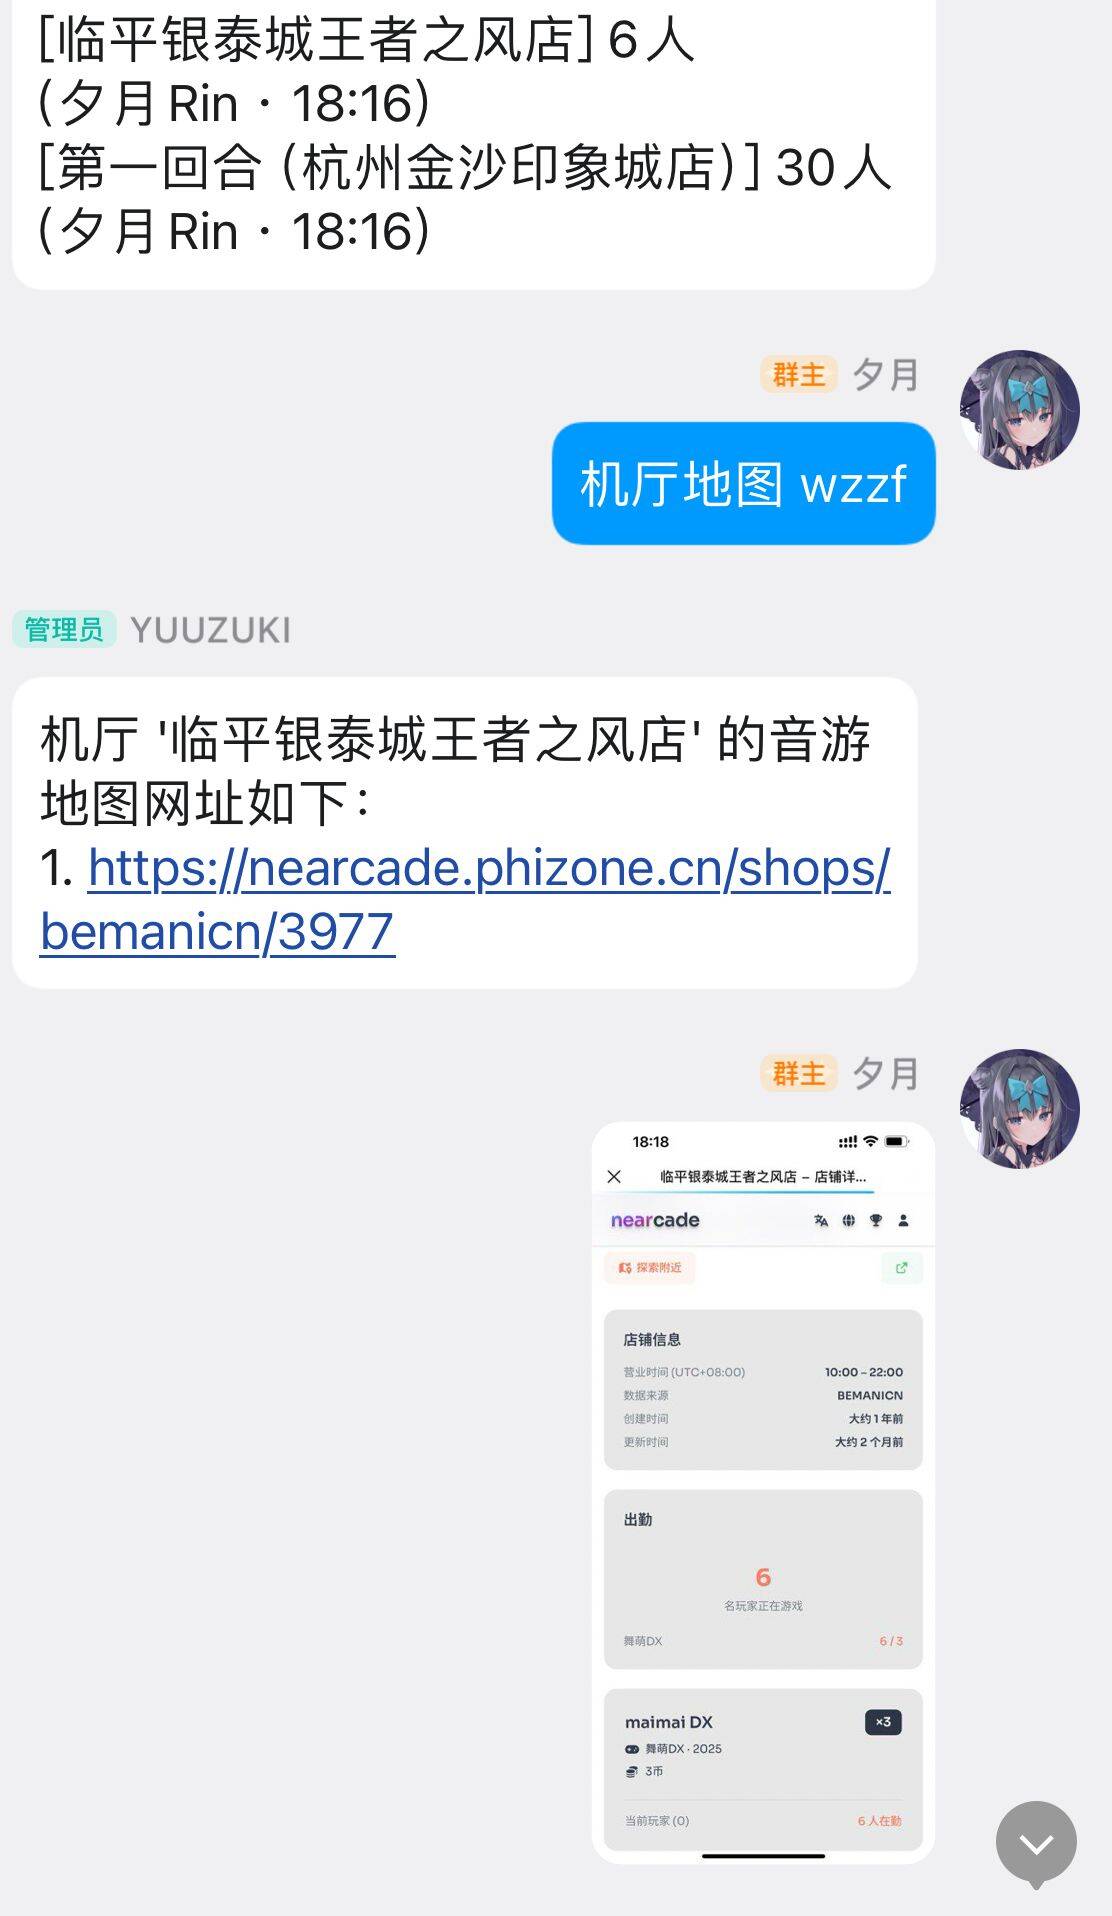 [临平银泰城王者之风店] 6人
(夕月Rin · 18:16)
[第一回合 (杭州金沙印象城店)] 30人
(夕月Rin · 18:16)
群主 夕月
机厅地图 wzzf
管理员 YUUZUKI
机厅 '临平银泰城王者之风店' 的音游
地图网址如下：
1. https://nearcade.phizone.cn/shops/
bemanicn/3977
群主 夕月
18:18
临平银泰城王者之风店 – 店铺详...
nearcade
探索附近
店铺信息
营业时间 (UTC+08:00) 10:00 – 22:00
数据来源 BEMANICN
创建时间 大约 1 年前
更新时间 大约 2 个月前
出勤
6
名玩家正在游戏
舞萌DX 6 / 3
maimai DX ×3
舞萌DX · 2025
3币
当前玩家 (0) 6 人在勤